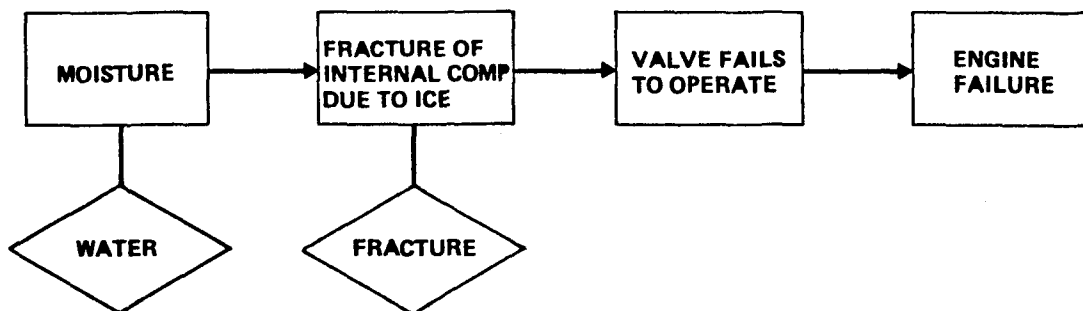 MOISTURE
FRACTURE OF
INTERNAL COMP
DUE TO ICE
VALVE FAILS
TO OPERATE
ENGINE
FAILURE
WATER
FRACTURE